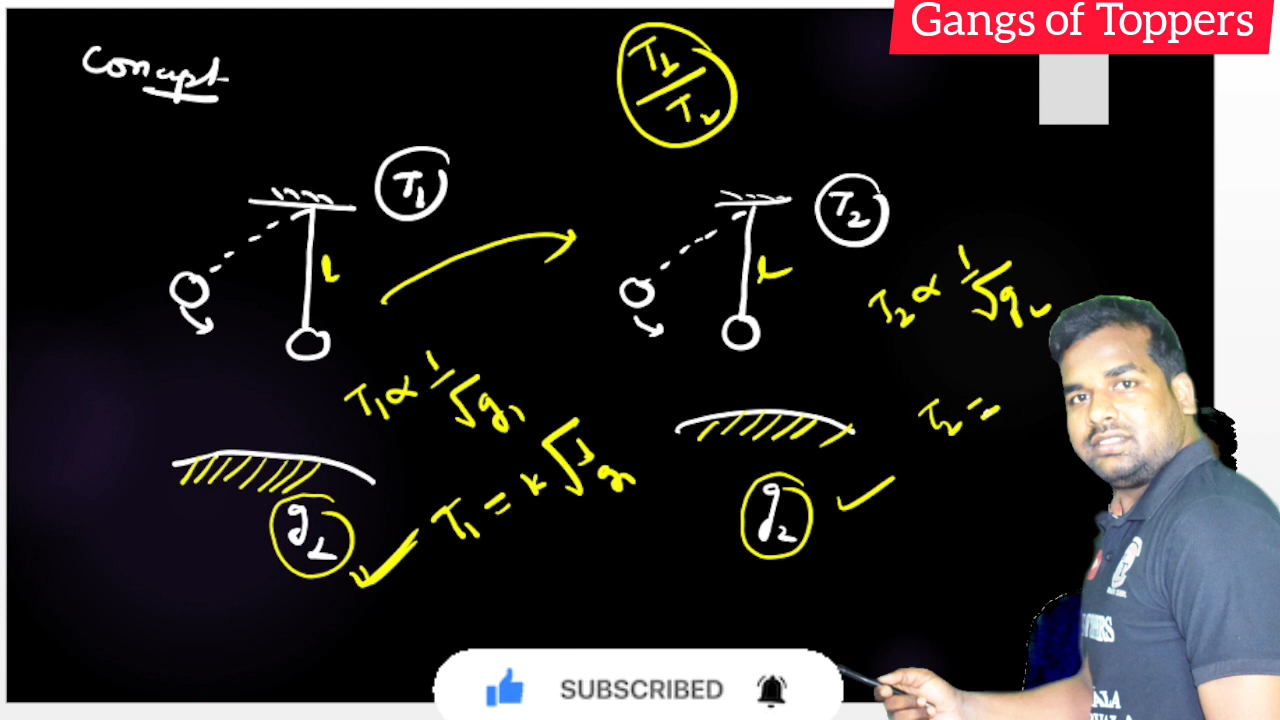 Gangs of Toppers
Concept
T₁/T₂
T₁
T₂
l
l
T₂ ∝ 1/√g₂
T₁ ∝ 1/√g₁
T₂ =
T₁ = k √1/g₁
g₂
SUBSCRIBED